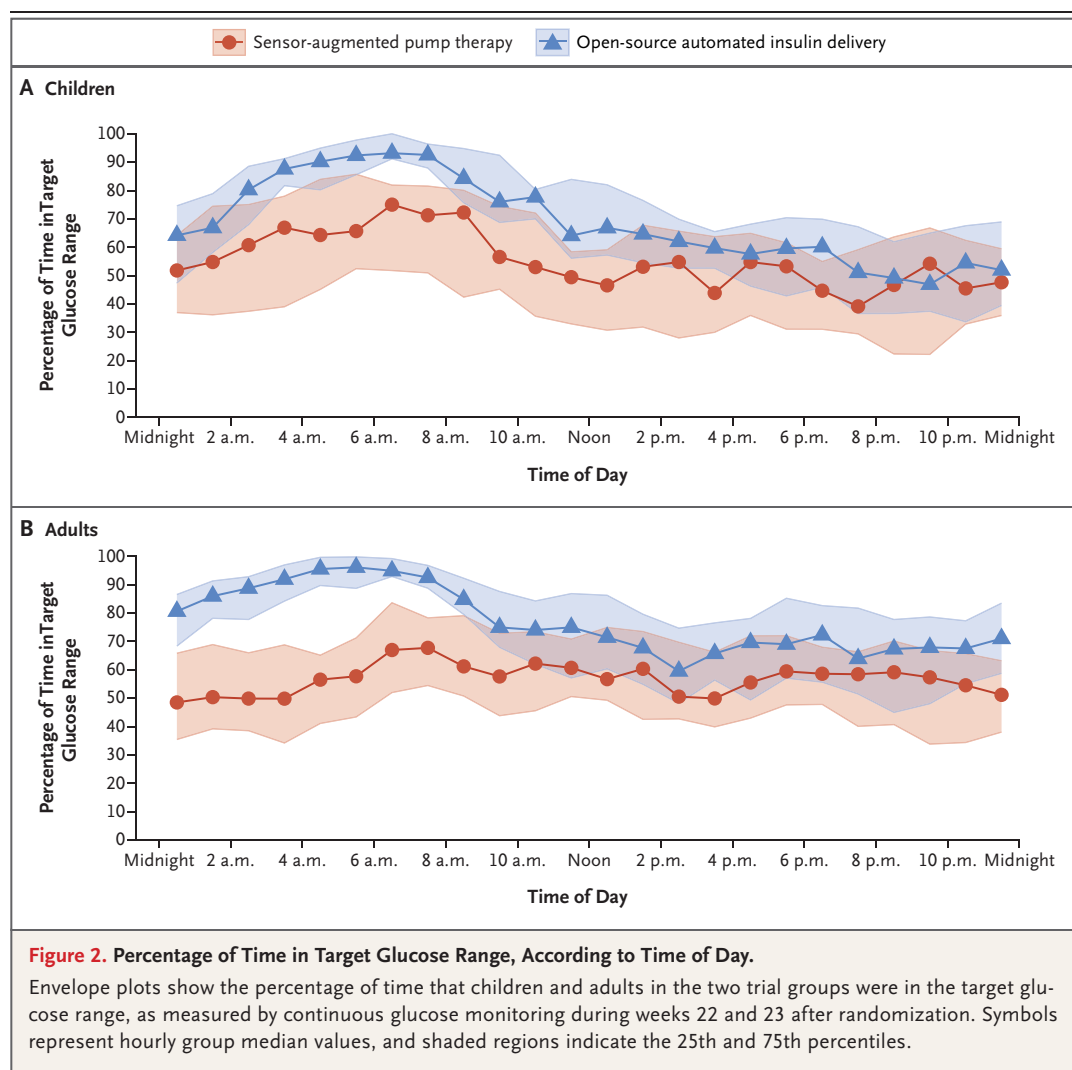 Sensor-augmented pump therapy
Open-source automated insulin delivery
A Children
Percentage of Time inTarget
Glucose Range
100
90
80
70
60
50
40
30
20
10
0
Midnight 2 a.m. 4 a.m. 6 a.m. 8 a.m. 10 a.m. Noon 2 p.m. 4 p.m. 6 p.m. 8 p.m. 10 p.m. Midnight
Time of Day
B Adults
Percentage of Time inTarget
Glucose Range
100
90
80
70
60
50
40
30
20
10
0
Midnight 2 a.m. 4 a.m. 6 a.m. 8 a.m. 10 a.m. Noon 2 p.m. 4 p.m. 6 p.m. 8 p.m. 10 p.m. Midnight
Time of Day
Figure 2. Percentage of Time in Target Glucose Range, According to Time of Day.
Envelope plots show the percentage of time that children and adults in the two trial groups were in the target glu-
cose range, as measured by continuous glucose monitoring during weeks 22 and 23 after randomization. Symbols
represent hourly group median values, and shaded regions indicate the 25th and 75th percentiles.